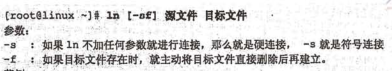 [root@linux ~]# ln [-sf] 源文件 目标文件
参数:
-s : 如果 ln 不加任何参数就进行连接，那么就是硬连接， -s 就是符号连接
-f : 如果目标文件存在时，就主动将目标文件直接删除后再建立。